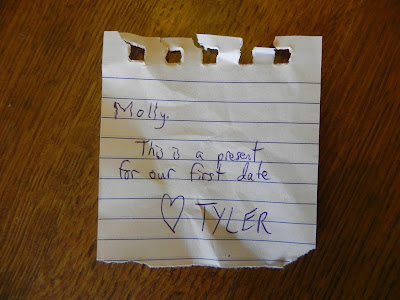 Molly.
This is a present
for our first date
♡ TYLER